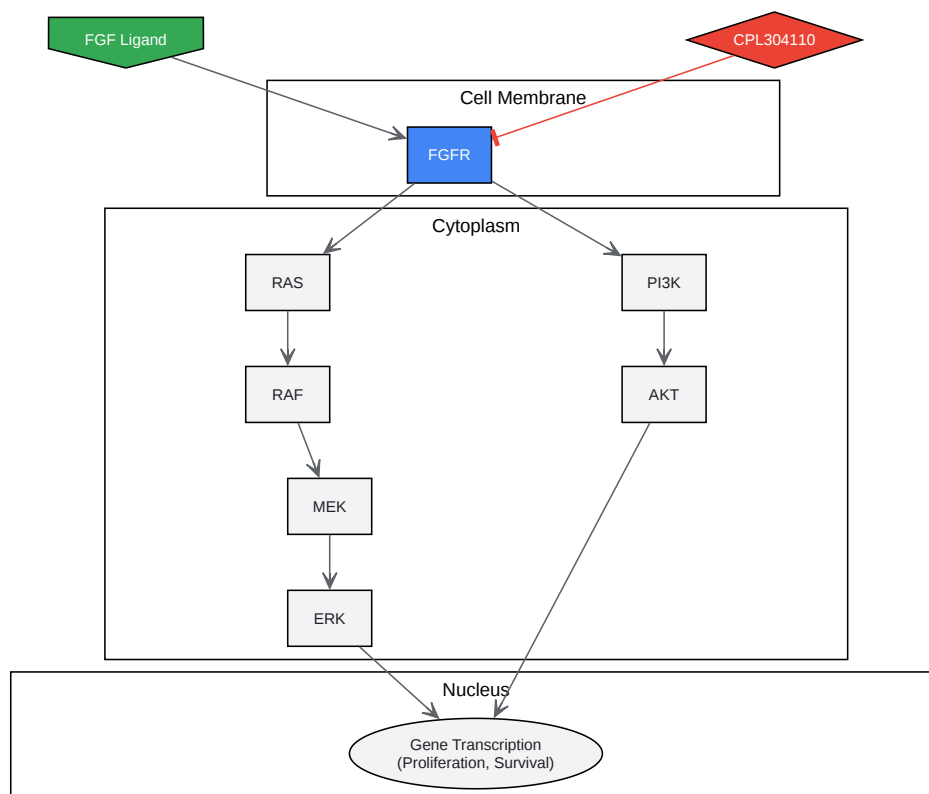 FGF Ligand
CPL304110
Cell Membrane
FGFR
Cytoplasm
RAS
PI3K
RAF
AKT
MEK
ERK
Nucleus
Gene Transcription
(Proliferation, Survival)